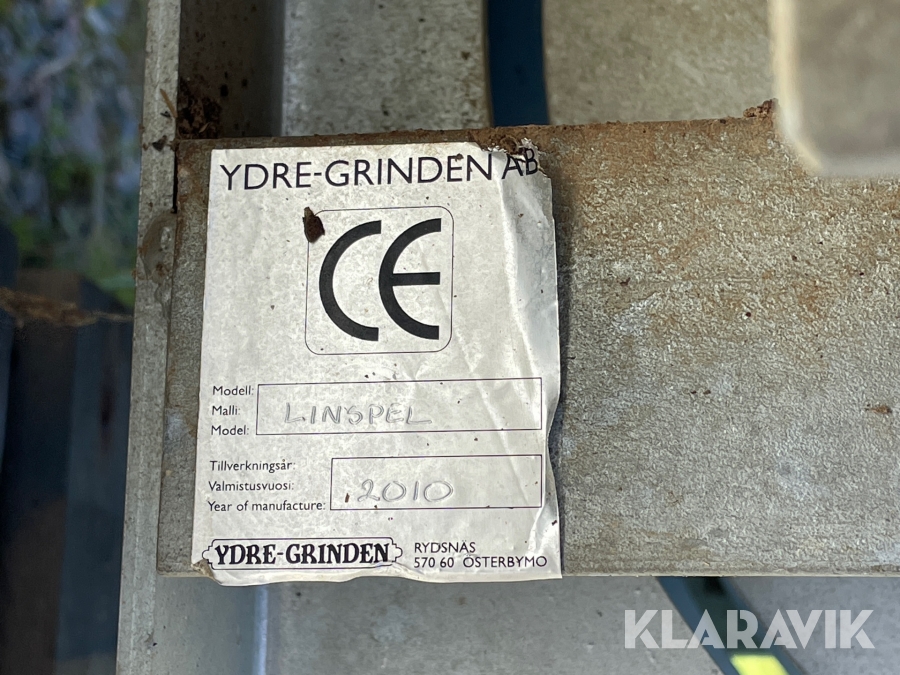 YDRE-GRINDEN AB
CE
Modell:
Malli:
Model:
LINSPEL
Tillverkningsår:
Valmistusvuosi:
Year of manufacture:
2010
YDRE-GRINDEN
RYDSNÄS
570 60 ÖSTERBYMO
KLARAVIK